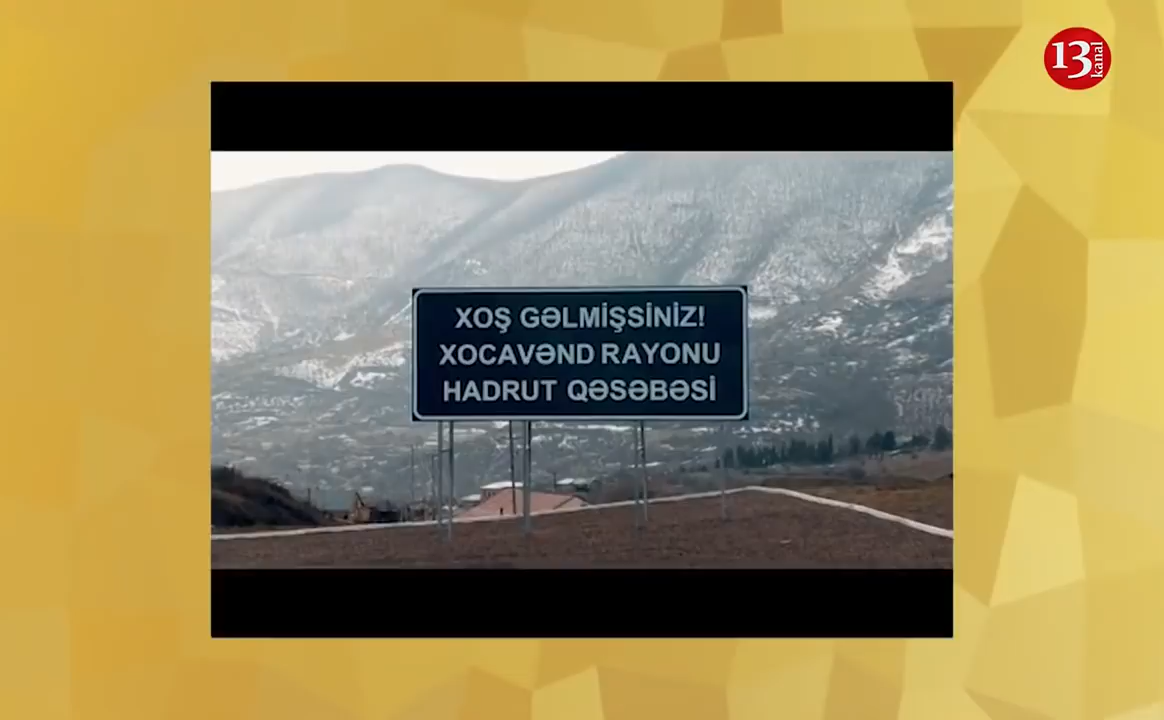 13
kanal
XOŞ GƏLMİŞSİNİZ!
XOCAVƏND RAYONU
HADRUT QƏSƏBƏSİ